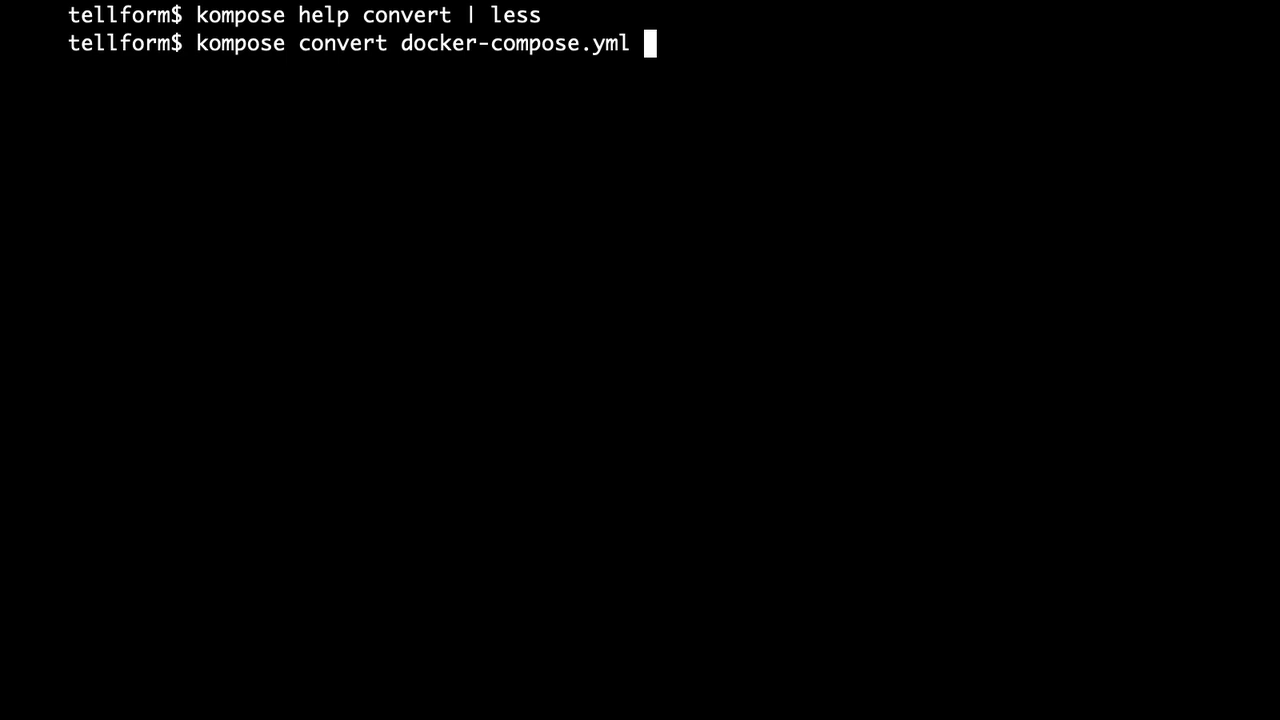 tellform$ kompose help convert | less
tellform$ kompose convert docker-compose.yml